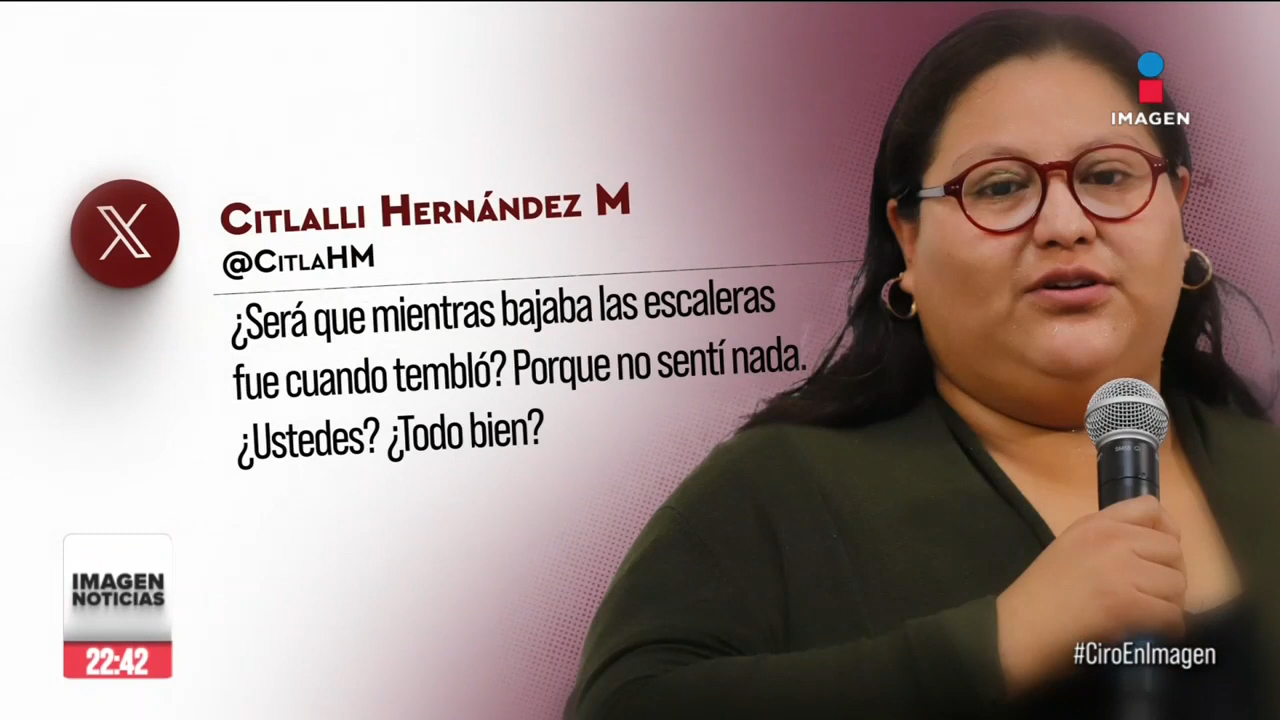 IMAGEN
CITLALLI HERNÁNDEZ M
@CITLAHM
¿Será que mientras bajaba las escaleras
fue cuando tembló? Porque no sentí nada.
¿Ustedes? ¿Todo bien?
IMAGEN
NOTICIAS
22:42
#CiroEnImagen